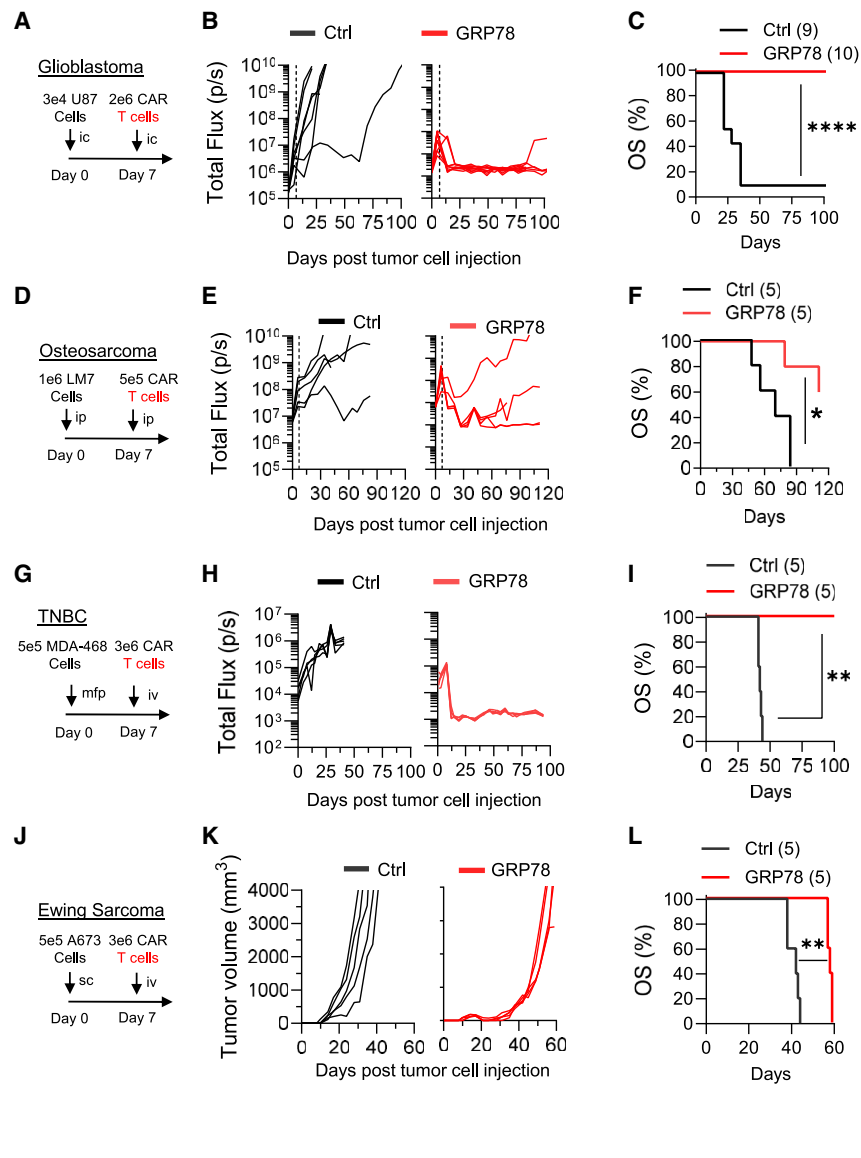 A
Glioblastoma
3e4 U87 2e6 CAR
Cells T cells
ic ic
Day 0 Day 7
B
Ctrl GRP78
Total Flux (p/s)
10^10
10^9
10^8
10^7
10^6
10^5
0 25 50 75 100 0 25 50 75 100
Days post tumor cell injection
C
Ctrl (9)
GRP78 (10)
OS (%)
100
80
60
40
20
0
****
0 25 50 75 100
Days
D
Osteosarcoma
1e6 LM7 5e5 CAR
Cells T cells
ip ip
Day 0 Day 7
E
Ctrl GRP78
Total Flux (p/s)
10^10
10^9
10^8
10^7
10^6
10^5
0 30 60 90 120 0 30 60 90 120
Days post tumor cell injection
F
Ctrl (5)
GRP78 (5)
OS (%)
100
80
60
40
20
0
*
0 30 60 90 120
Days
G
TNBC
5e5 MDA-468 3e6 CAR
Cells T cells
mfp iv
Day 0 Day 7
H
Ctrl GRP78
Total Flux (p/s)
10^7
10^6
10^5
10^4
10^3
10^2
0 25 50 75 100 0 25 50 75 100
Days post tumor cell injection
I
Ctrl (5)
GRP78 (5)
OS (%)
100
80
60
40
20
0
**
0 25 50 75 100
Days
J
Ewing Sarcoma
5e5 A673 3e6 CAR
Cells T cells
sc iv
Day 0 Day 7
K
Ctrl GRP78
Tumor volume (mm^3)
4000
3000
2000
1000
0
0 20 40 60 0 20 40 60
Days post tumor cell injection
L
Ctrl (5)
GRP78 (5)
OS (%)
100
80
60
40
20
0
**
0 20 40 60
Days